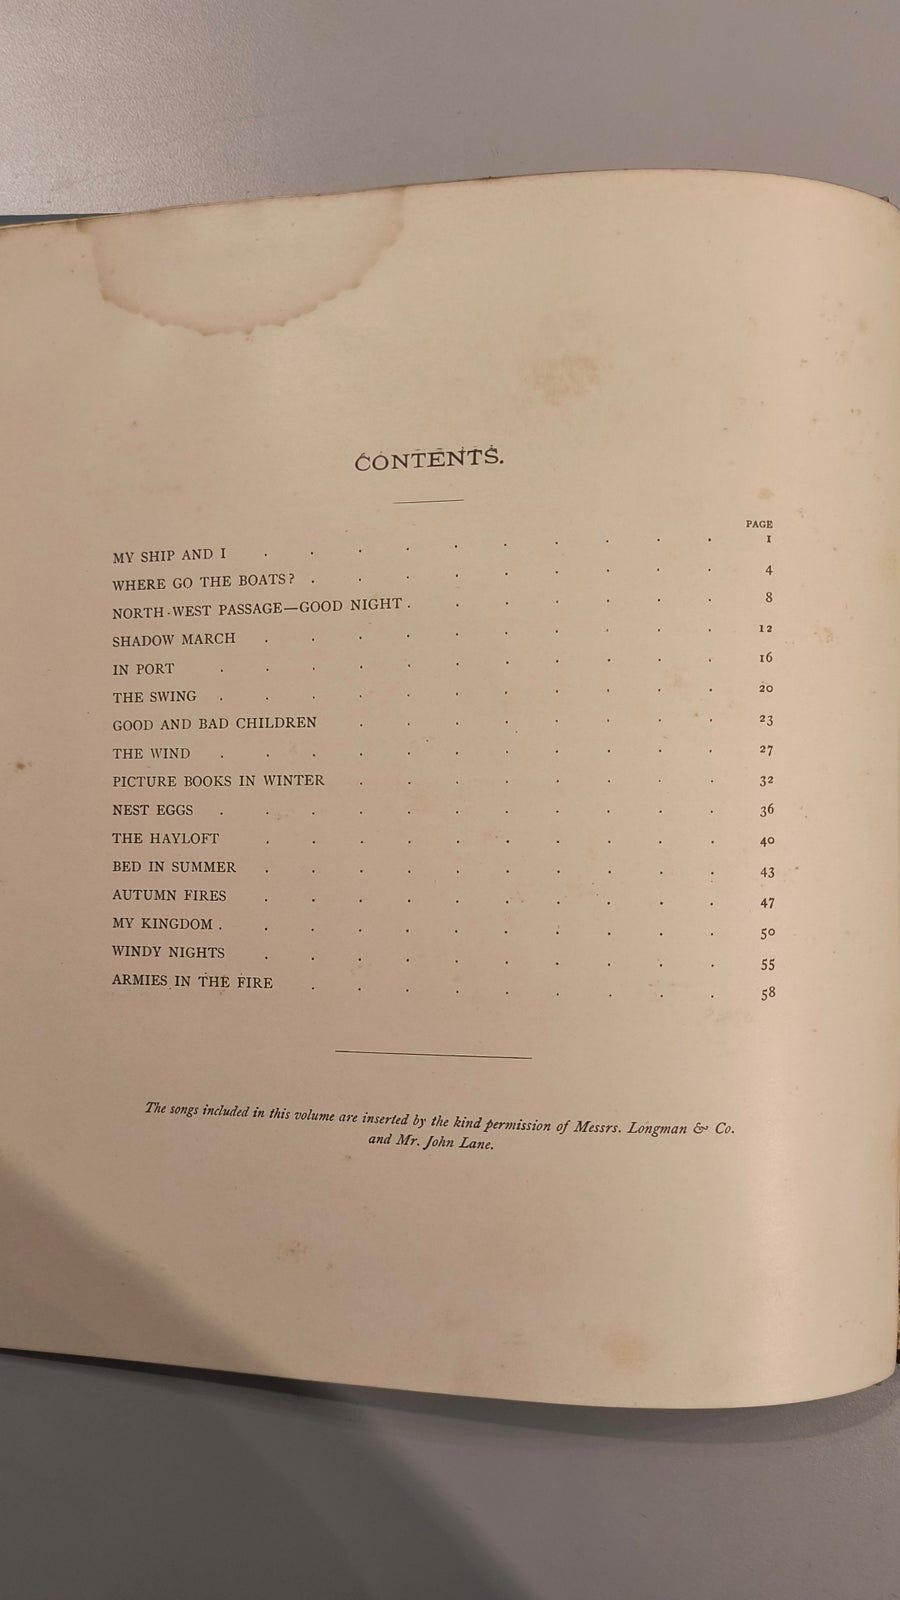 CONTENTS.
PAGE
MY SHIP AND I . . . . . . . . . . 1
WHERE GO THE BOATS? . . . . . . . . . 4
NORTH-WEST PASSAGE—GOOD NIGHT . . . . . . . 8
SHADOW MARCH . . . . . . . . . . 12
IN PORT . . . . . . . . . . . 16
THE SWING . . . . . . . . . . . 20
GOOD AND BAD CHILDREN . . . . . . . . 23
THE WIND . . . . . . . . . . . 27
PICTURE BOOKS IN WINTER . . . . . . . . 32
NEST EGGS . . . . . . . . . . . 36
THE HAYLOFT . . . . . . . . . . 40
BED IN SUMMER . . . . . . . . . . 43
AUTUMN FIRES . . . . . . . . . . 47
MY KINGDOM . . . . . . . . . . . 50
WINDY NIGHTS . . . . . . . . . . 55
ARMIES IN THE FIRE . . . . . . . . . 58
The songs included in this volume are inserted by the kind permission of Messrs. Longman & Co.
and Mr. John Lane.